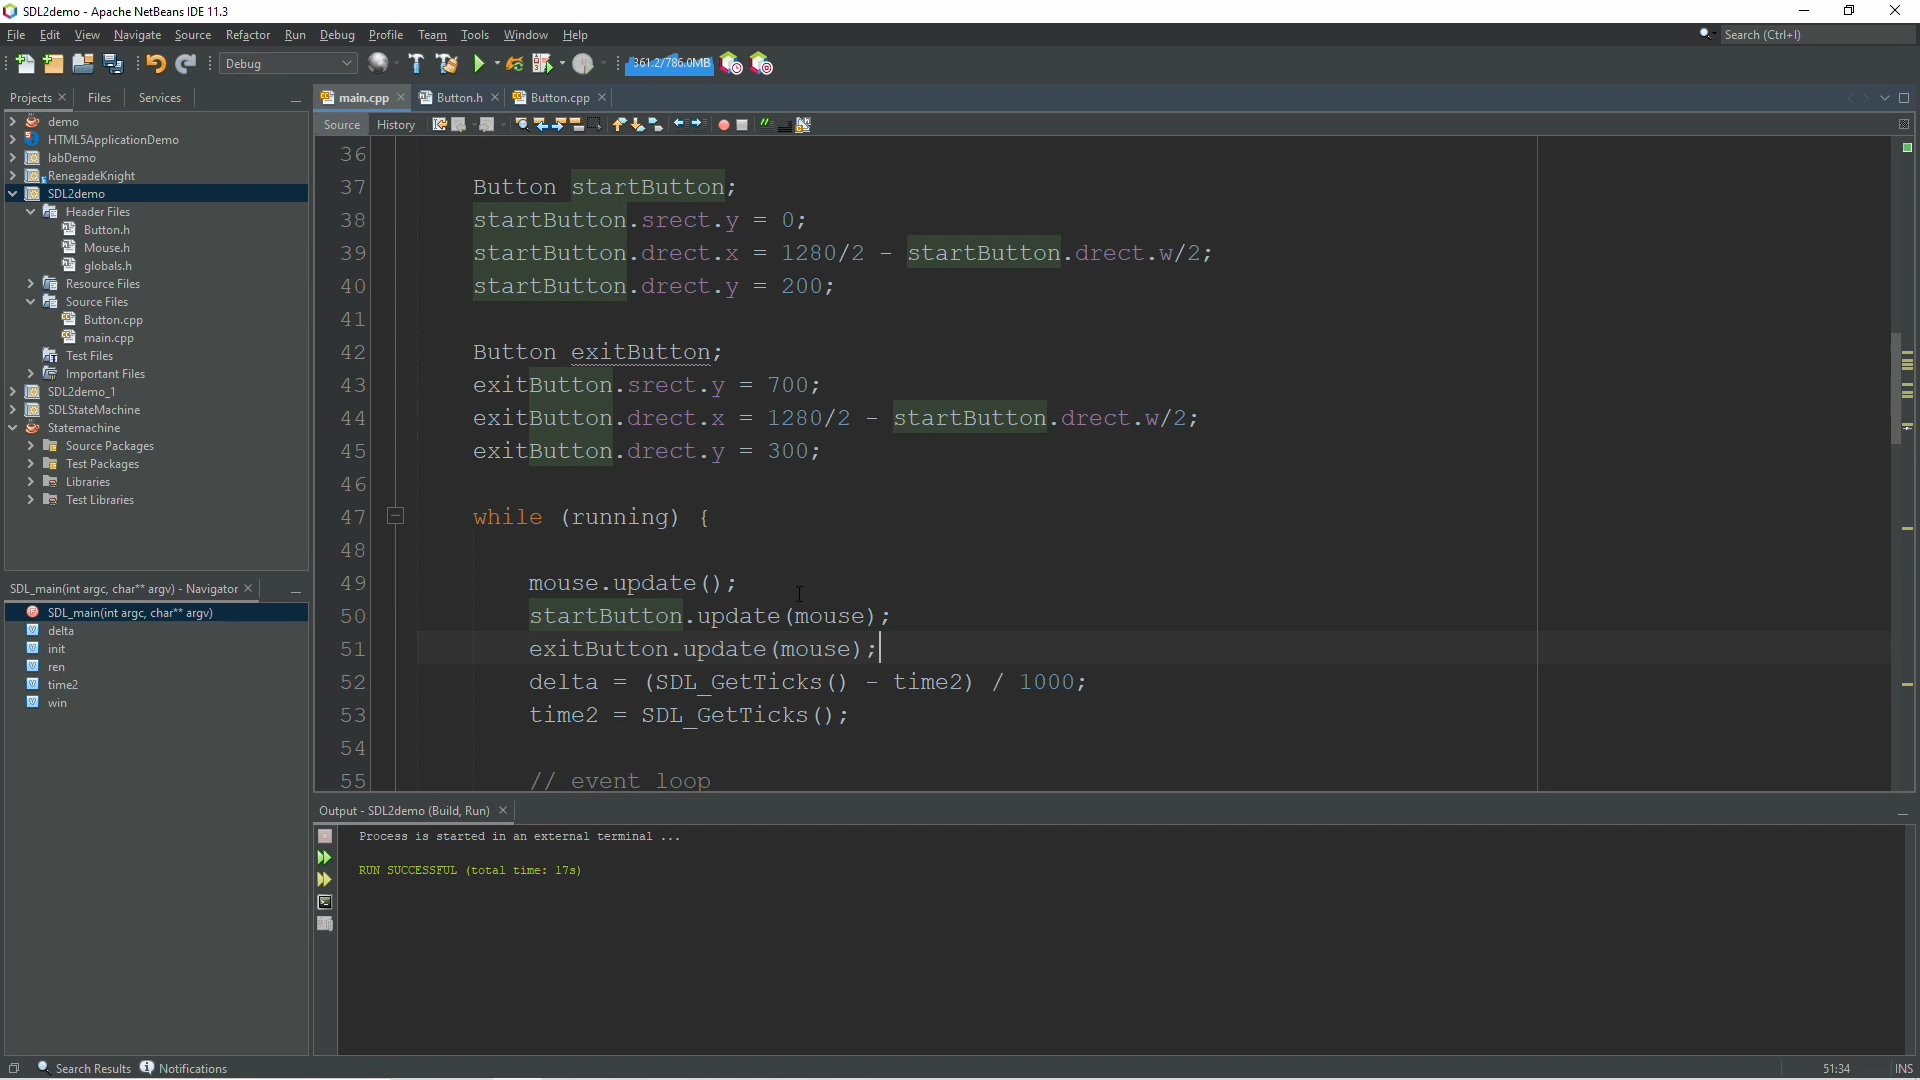 SDL2demo - Apache NetBeans IDE 11.3
File Edit View Navigate Source Refactor Run Debug Profile Team Tools Window Help
Search (Ctrl+I)
Debug
361.2/786.0MB
Projects Files Services
main.cpp Button.h Button.cpp
Source History
demo
HTML5ApplicationDemo
labDemo
RenegadeKnight
SDL2demo
Header Files
Button.h
Mouse.h
globals.h
Resource Files
Source Files
Button.cpp
main.cpp
Test Files
Important Files
SDL2demo_1
SDLStateMachine
Statemachine
Source Packages
Test Packages
Libraries
Test Libraries
SDL_main(int argc, char** argv) - Navigator
SDL_main(int argc, char** argv)
delta
init
ren
time2
win
36
37 Button startButton;
38 startButton.srect.y = 0;
39 startButton.drect.x = 1280/2 - startButton.drect.w/2;
40 startButton.drect.y = 200;
41
42 Button exitButton;
43 exitButton.srect.y = 700;
44 exitButton.drect.x = 1280/2 - startButton.drect.w/2;
45 exitButton.drect.y = 300;
46
47 while (running) {
48
49 mouse.update();
50 startButton.update(mouse);
51 exitButton.update(mouse);
52 delta = (SDL_GetTicks() - time2) / 1000;
53 time2 = SDL_GetTicks();
54
55 // event loop
Output - SDL2demo (Build, Run)
Process is started in an external terminal ...
RUN SUCCESSFUL (total time: 17s)
Search Results Notifications
51:34 INS